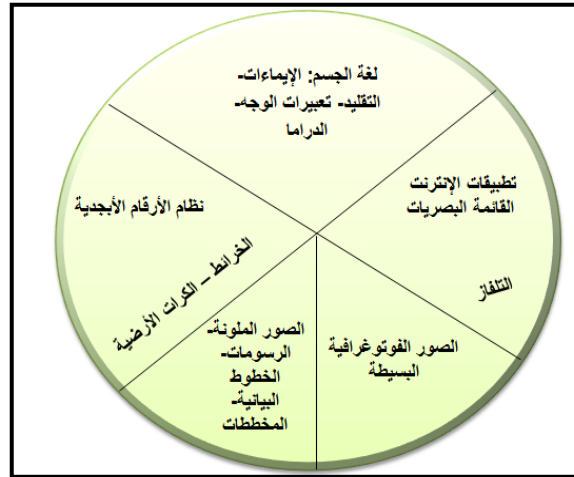 لغة الجسم: الإيماءات-
التقليد- تعبيرات الوجه-
الدراما
تطبيقات الإنترنت
القائمة البصريات
التلفاز
نظام الأرقام الأبجدية
الخرائط – الكرات الأرضية
الصور الفوتوغرافية
البسيطة
الصور الملونة-
الرسومات-
الخطوط
البيانية-
المخططات